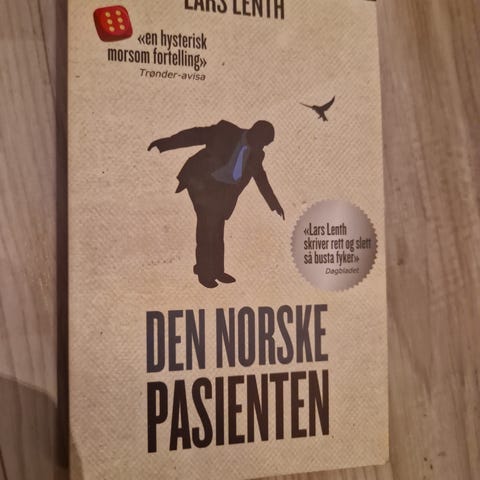 LARS LENTH
«en hysterisk
morsom fortelling»
Trønder-avisa
«Lars Lenth
skriver rett og slett
så busta fyker»
Dagbladet
DEN NORSKE
PASIENTEN